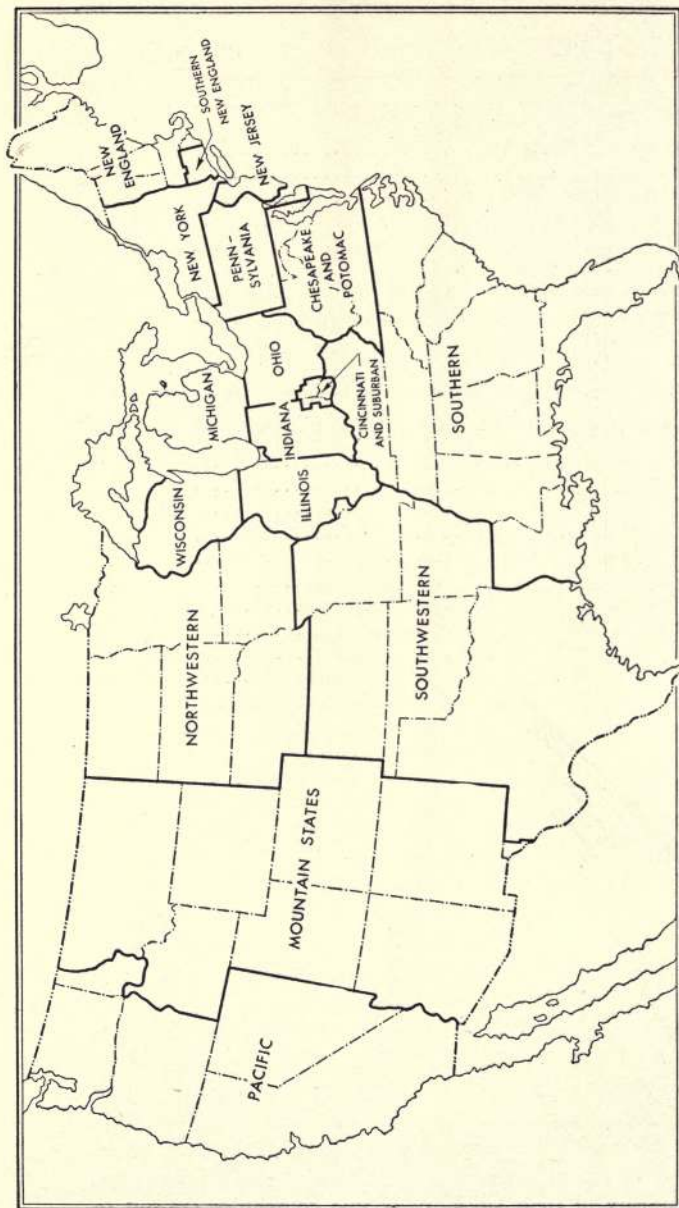 NEW
ENGLAND
SOUTHERN
NEW ENGLAND
NEW YORK
NEW JERSEY
PENN-
SYLVANIA
CHESAPEAKE
AND
POTOMAC
MICHIGAN
OHIO
WISCONSIN
INDIANA
ILLINOIS
CINCINNATI
AND SUBURBAN
NORTHWESTERN
SOUTHERN
SOUTHWESTERN
MOUNTAIN STATES
PACIFIC